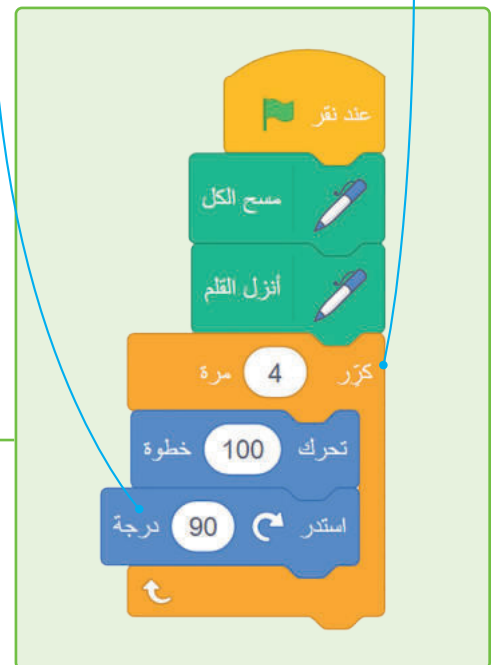 عند نقر
مسح الكل
أنزل القلم
كرّر 4 مرة
تحرك 100 خطوة
استدر 90 درجة